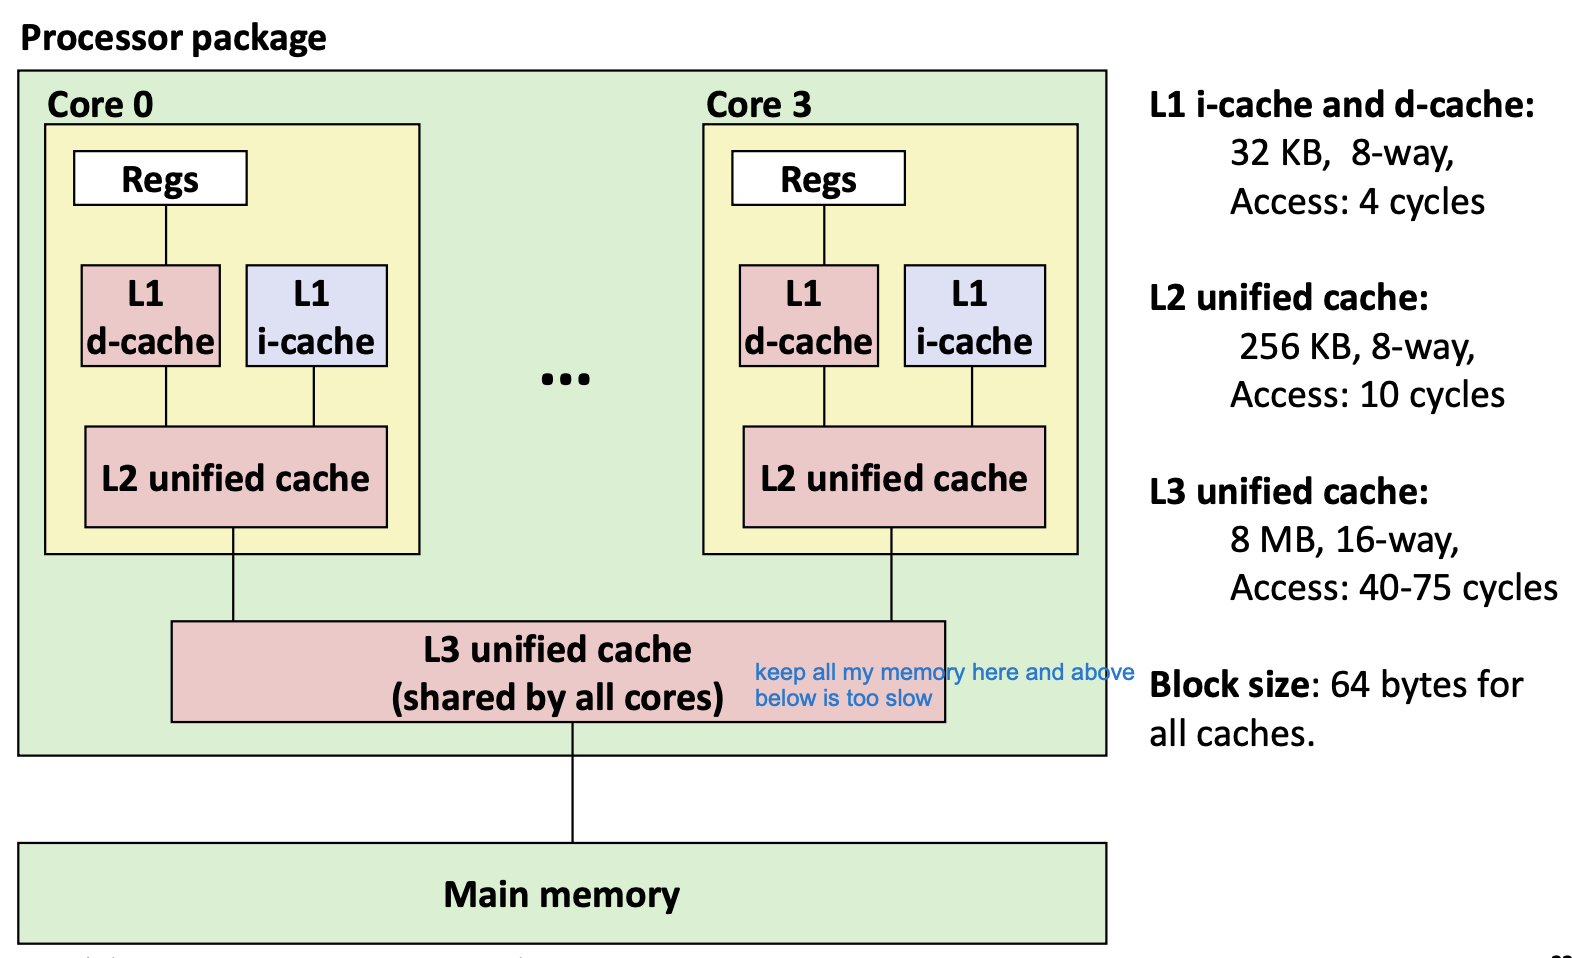 Processor package
Core 0
Core 3
Regs
Regs
L1
d-cache
L1
i-cache
L1
d-cache
L1
i-cache
...
L2 unified cache
L2 unified cache
L3 unified cache
(shared by all cores)
keep all my memory here and above
below is too slow
Main memory
L1 i-cache and d-cache:
32 KB, 8-way,
Access: 4 cycles
L2 unified cache:
256 KB, 8-way,
Access: 10 cycles
L3 unified cache:
8 MB, 16-way,
Access: 40-75 cycles
Block size: 64 bytes for
all caches.